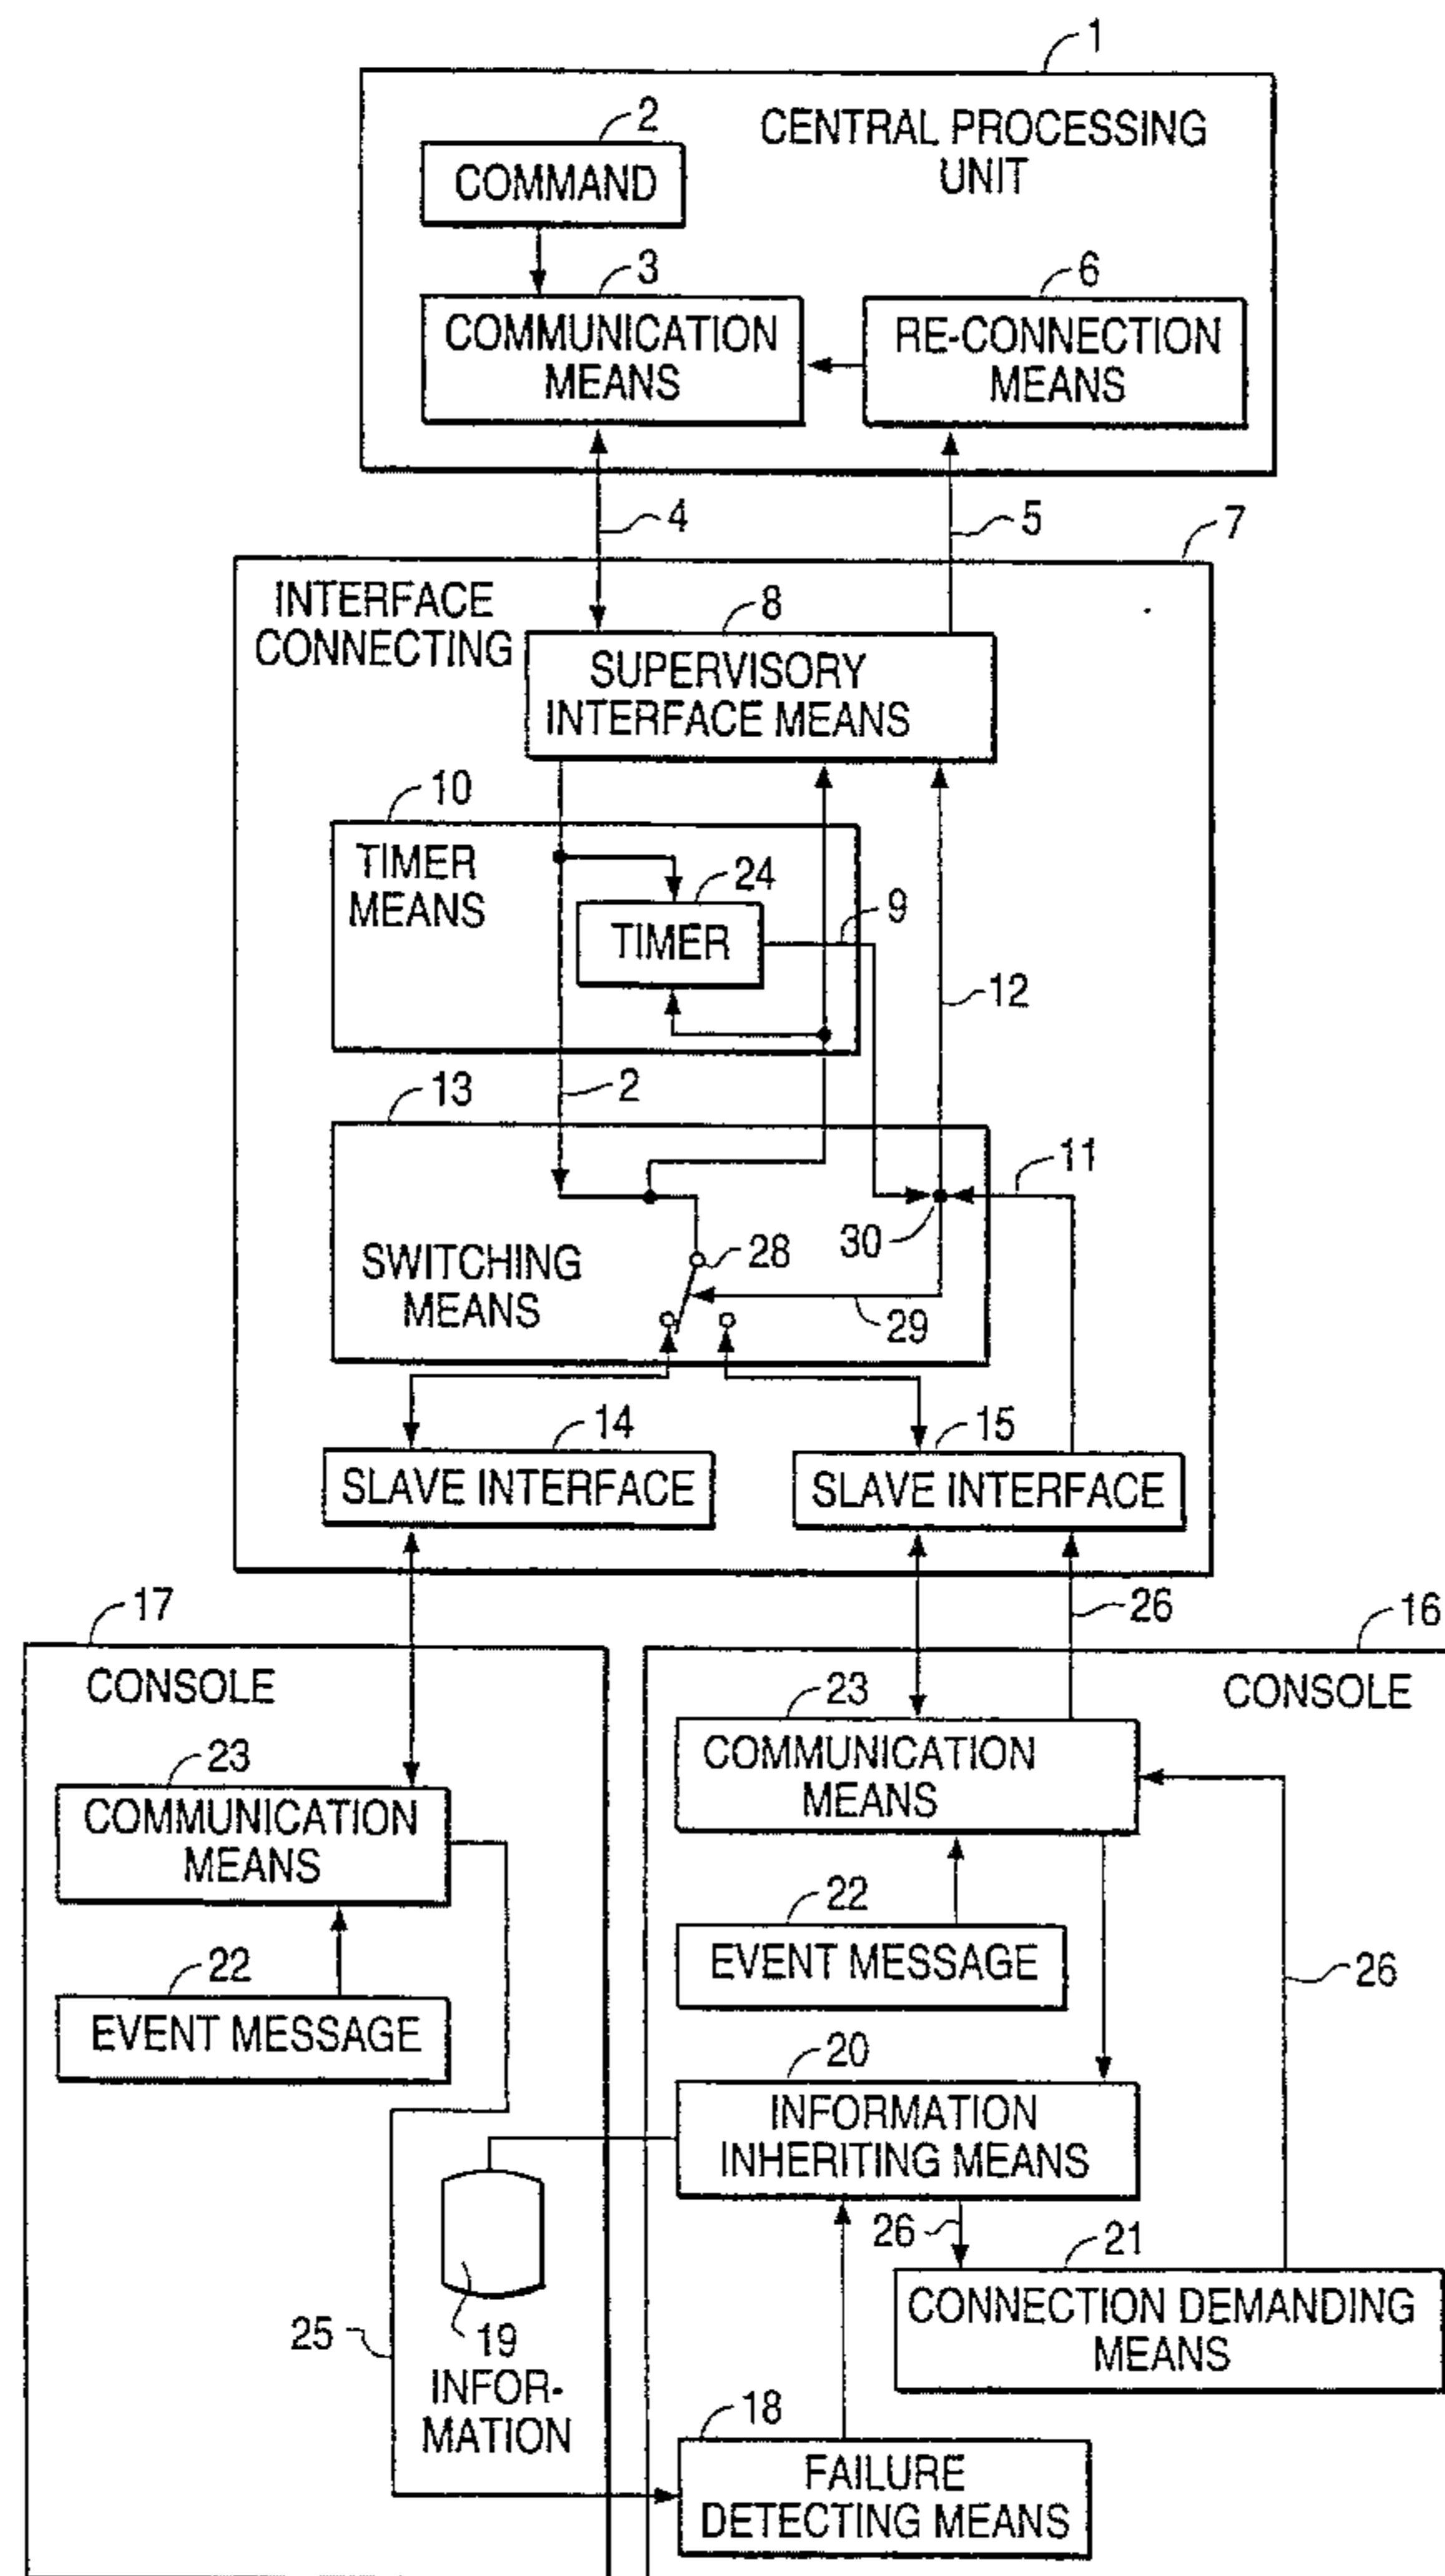 1
2
CENTRAL PROCESSING
UNIT
COMMAND
3
6
COMMUNICATION
MEANS
RE-CONNECTION
MEANS
4
5
7
INTERFACE
CONNECTING
8
SUPERVISORY
INTERFACE MEANS
10
TIMER
MEANS
24
9
TIMER
12
2
13
11
30
28
SWITCHING
MEANS
29
14
15
SLAVE INTERFACE
SLAVE INTERFACE
17
26
16
CONSOLE
CONSOLE
23
COMMUNICATION
MEANS
23
COMMUNICATION
MEANS
22
EVENT MESSAGE
22
EVENT MESSAGE
26
20
INFORMATION
INHERITING MEANS
26
21
CONNECTION DEMANDING
MEANS
25
19
INFOR-
MATION
18
FAILURE
DETECTING MEANS